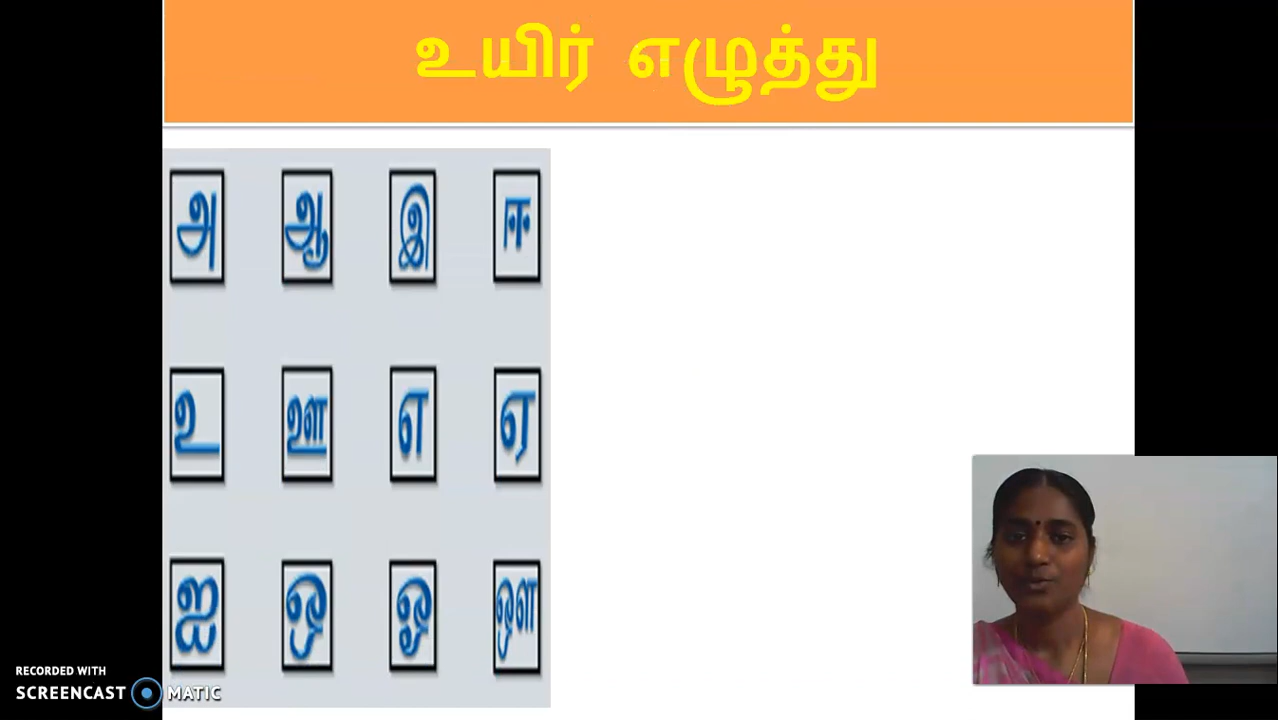 உயிர் எழுத்து
அ ஆ இ ஈ
உ ஊ எ ஏ
ஐ ஒ ஓ ஔ
RECORDED WITH
SCREENCAST MATIC